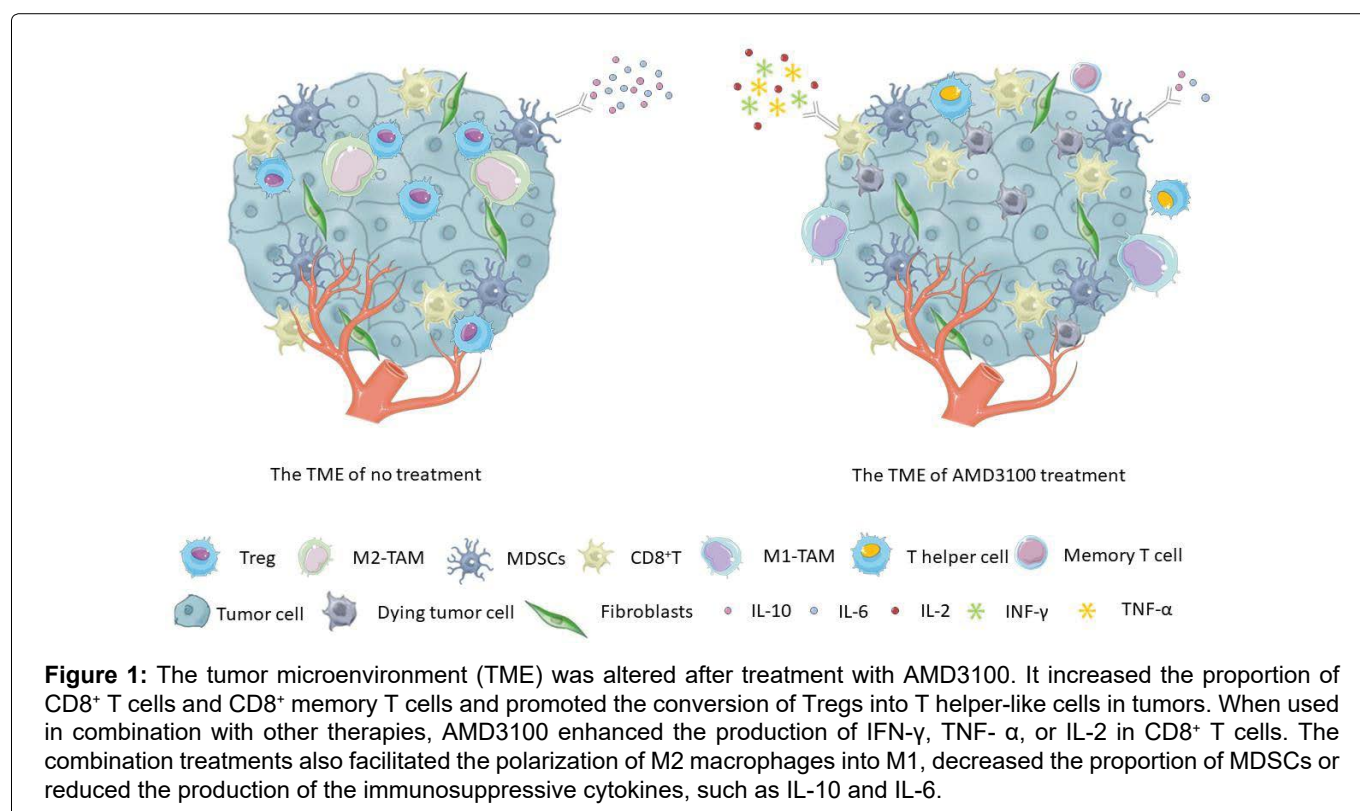 The TME of no treatment
The TME of AMD3100 treatment
Treg M2-TAM MDSCs CD8⁺T M1-TAM T helper cell Memory T cell
Tumor cell Dying tumor cell Fibroblasts IL-10 IL-6 IL-2 INF-γ TNF-α
Figure 1: The tumor microenvironment (TME) was altered after treatment with AMD3100. It increased the proportion of
CD8⁺ T cells and CD8⁺ memory T cells and promoted the conversion of Tregs into T helper-like cells in tumors. When used
in combination with other therapies, AMD3100 enhanced the production of IFN-γ, TNF- α, or IL-2 in CD8⁺ T cells. The
combination treatments also facilitated the polarization of M2 macrophages into M1, decreased the proportion of MDSCs or
reduced the production of the immunosuppressive cytokines, such as IL-10 and IL-6.